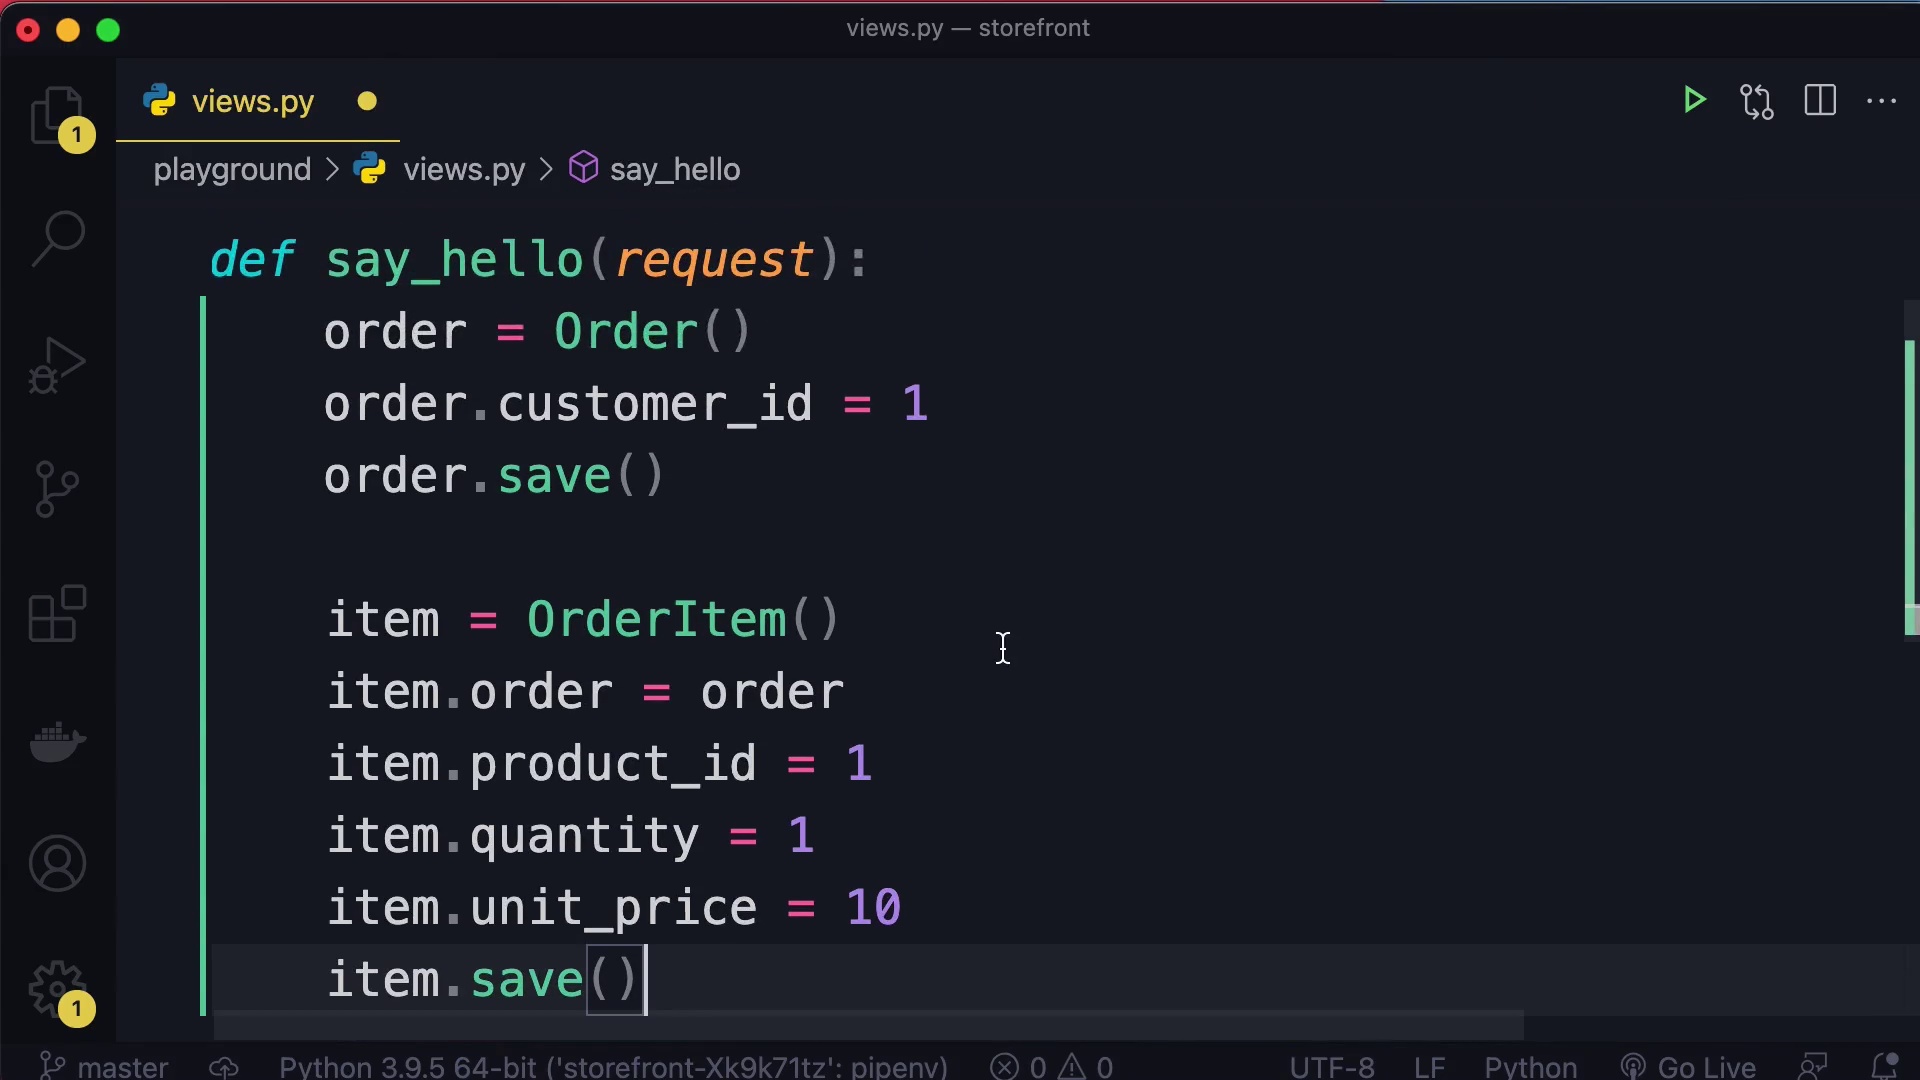 views.py — storefront
views.py
1
playground > views.py > say_hello
def say_hello(request):
order = Order()
order.customer_id = 1
order.save()
item = OrderItem()
item.order = order
item.product_id = 1
item.quantity = 1
item.unit_price = 10
item.save()
1
master Python 3.9.5 64-bit ('storefront-Xk9k71tz': pipenv) 0 0 UTF-8 LF Python Go Live